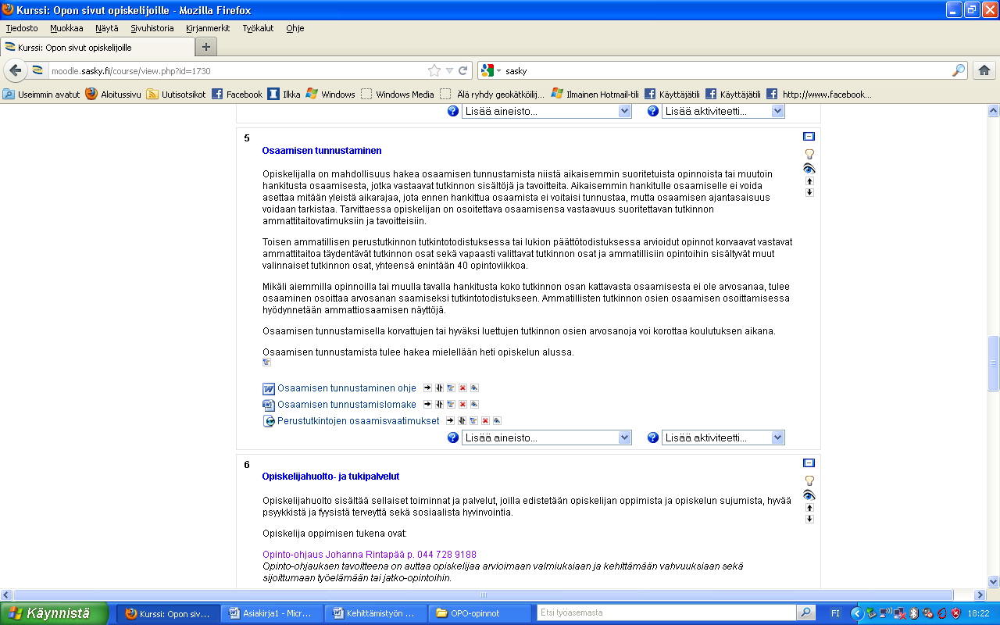 Kurssi: Opon sivut opiskelijoille - Mozilla Firefox
Tiedosto Muokkaa Näytä Sivuhistoria Kirjanmerkit Työkalut Ohje
Kurssi: Opon sivut opiskelijoille
moodle.sasky.fi/course/view.php?id=1730
sasky
Useimmin avatut Aloitussivu Uutisotsikot Facebook Ilkka Windows Windows Media Älä ryhdy geokätköilij... Ilmainen Hotmail-tili Käyttäjätili Käyttäjätili http://www.facebook...
Lisää aineisto... Lisää aktiviteetti...
5
Osaamisen tunnustaminen
Opiskelijalla on mahdollisuus hakea osaamisen tunnustamista niistä aikaisemmin suoritetuista opinnoista tai muutoin
hankitusta osaamisesta, jotka vastaavat tutkinnon sisältöjä ja tavoitteita. Aikaisemmin hankitulle osaamiselle ei voida
asettaa mitään yleistä aikarajaa, jota ennen hankittua osaamista ei voitaisi tunnustaa, mutta osaamisen ajantasaisuus
voidaan tarkistaa. Tarvittaessa opiskelijan on osoitettava osaamisensa vastaavuus suoritettavan tutkinnon
ammattitaitovatimuksiin ja tavoitteisiin.
Toisen ammatillisen perustutkinnon tutkintotodistuksessa tai lukion päättötodistuksessa arvioidut opinnot korvaavat vastavat
ammattitaitoa täydentävät tutkinnon osat sekä vapaasti valittavat tutkinnon osat ja ammatillisiin opintoihin sisältyvät muut
valinnaiset tutkinnon osat, yhteensä enintään 40 opintoviikkoa.
Mikäli aiemmilla opinnoilla tai muulla tavalla hankitusta koko tutkinnon osan kattavasta osaamisesta ei ole arvosanaa, tulee
osaaminen osoittaa arvosanan saamiseksi tutkintotodistukseen. Ammatillisten tutkinnon osien osaamisen osoittamisessa
hyödynnetään ammattiosaamisen näyttöjä.
Osaamisen tunnustamisella korvattujen tai hyväksi luettujen tutkinnon osien arvosanoja voi korottaa koulutuksen aikana.
Osaamisen tunnustamista tulee hakea mielellään heti opiskelun alussa.
Osaamisen tunnustaminen ohje
Osaamisen tunnustamislomake
Perustutkintojen osaamisvaatimukset
Lisää aineisto... Lisää aktiviteetti...
6
Opiskelijahuolto- ja tukipalvelut
Opiskelijahuolto sisältää sellaiset toiminnat ja palvelut, joilla edistetään opiskelijan oppimista ja opiskelun sujumista, hyvää
psyykkistä ja fyysistä terveyttä sekä sosiaalista hyvinvointia.
Opiskelija oppimisen tukena ovat:
Opinto-ohjaus Johanna Rintapää p. 044 728 9188
Opinto-ohjauksen tavoitteena on auttaa opiskelijaa arvioimaan valmiuksiaan ja kehittämään vahvuuksiaan sekä
sijoittumaan työelämään tai jatko-opintoihin.
Käynnistä Kurssi: Opon siv... Asiakirja1 - Micr... Kehittämistyön ... OPO-opinnot Etsi työasemasta FI 18:22